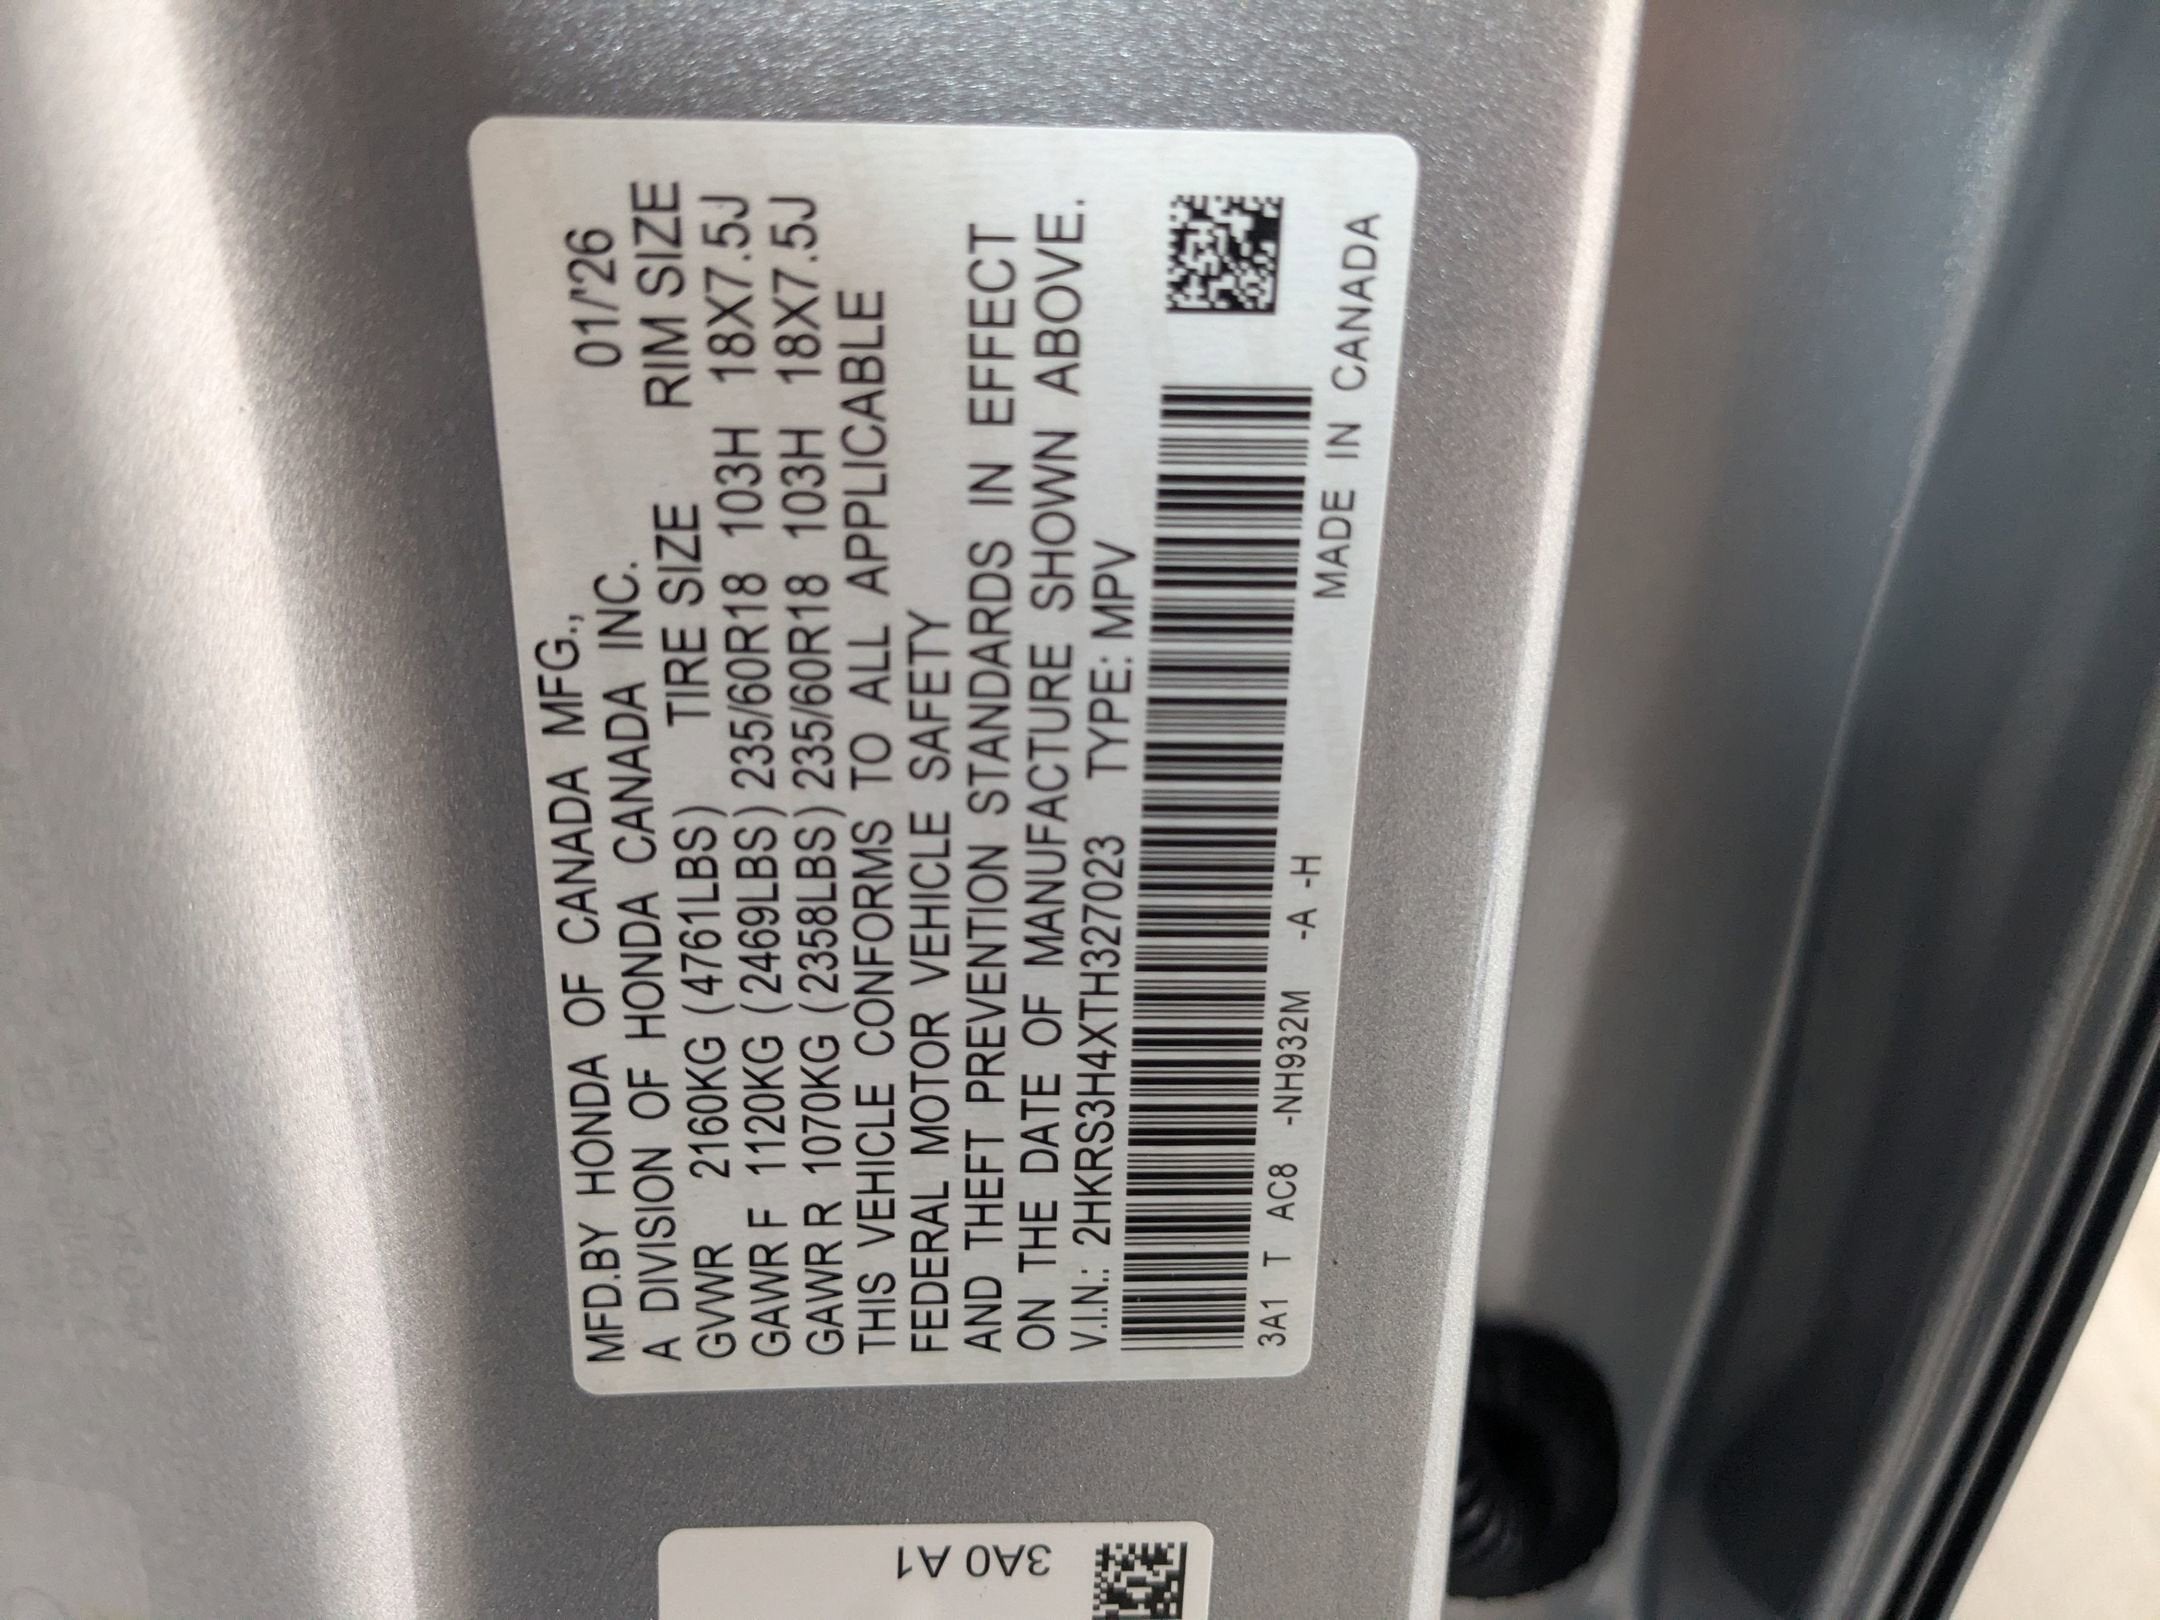 MFD.BY HONDA OF CANADA MFG., 01/'26
A DIVISION OF HONDA CANADA INC.
TIRE SIZE RIM SIZE
GVWR 2160KG (4761LBS)
GAWR F 1120KG (2469LBS) 235/60R18 103H 18X7.5J
GAWR R 1070KG (2358LBS) 235/60R18 103H 18X7.5J
THIS VEHICLE CONFORMS TO ALL APPLICABLE
FEDERAL MOTOR VEHICLE SAFETY
AND THEFT PREVENTION STANDARDS IN EFFECT
ON THE DATE OF MANUFACTURE SHOWN ABOVE.
V.I.N.: 2HKRS3H4XTH327023 TYPE: MPV
3A1 T AC8 -NH932M -A -H MADE IN CANADA
3A0 A1